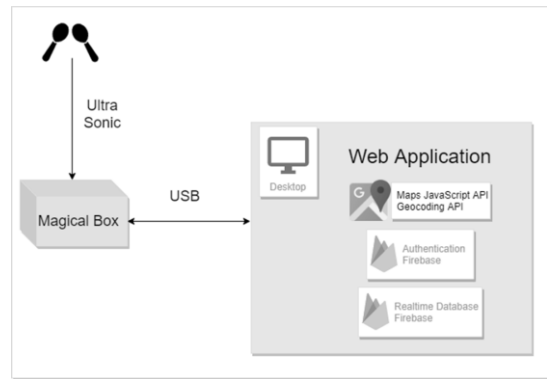 Ultra
Sonic
Magical Box
USB
Desktop
Web Application
G
Maps JavaScript API
Geocoding API
Authentication
Firebase
Realtime Database
Firebase